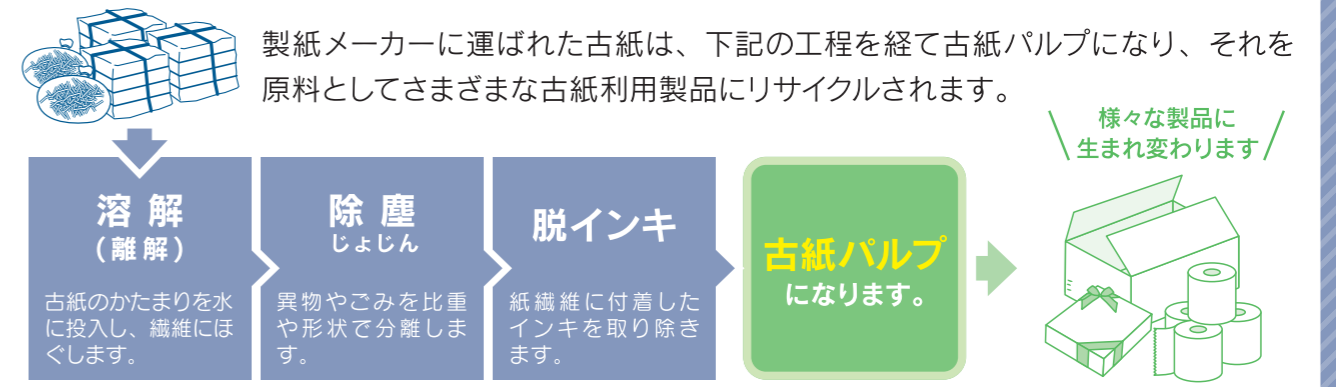 製紙メーカーに運ばれた古紙は、下記の工程を経て古紙パルプになり、それを
原料としてさまざまな古紙利用製品にリサイクルされます。
様々な製品に
生まれ変わります
溶解
(離解)
古紙のかたまりを水
に投入し、繊維にほ
ぐします。
除塵
じょじん
異物やごみを比重
や形状で分離しま
す。
脱インキ
紙繊維に付着した
インキを取り除き
ます。
古紙パルプ
になります。